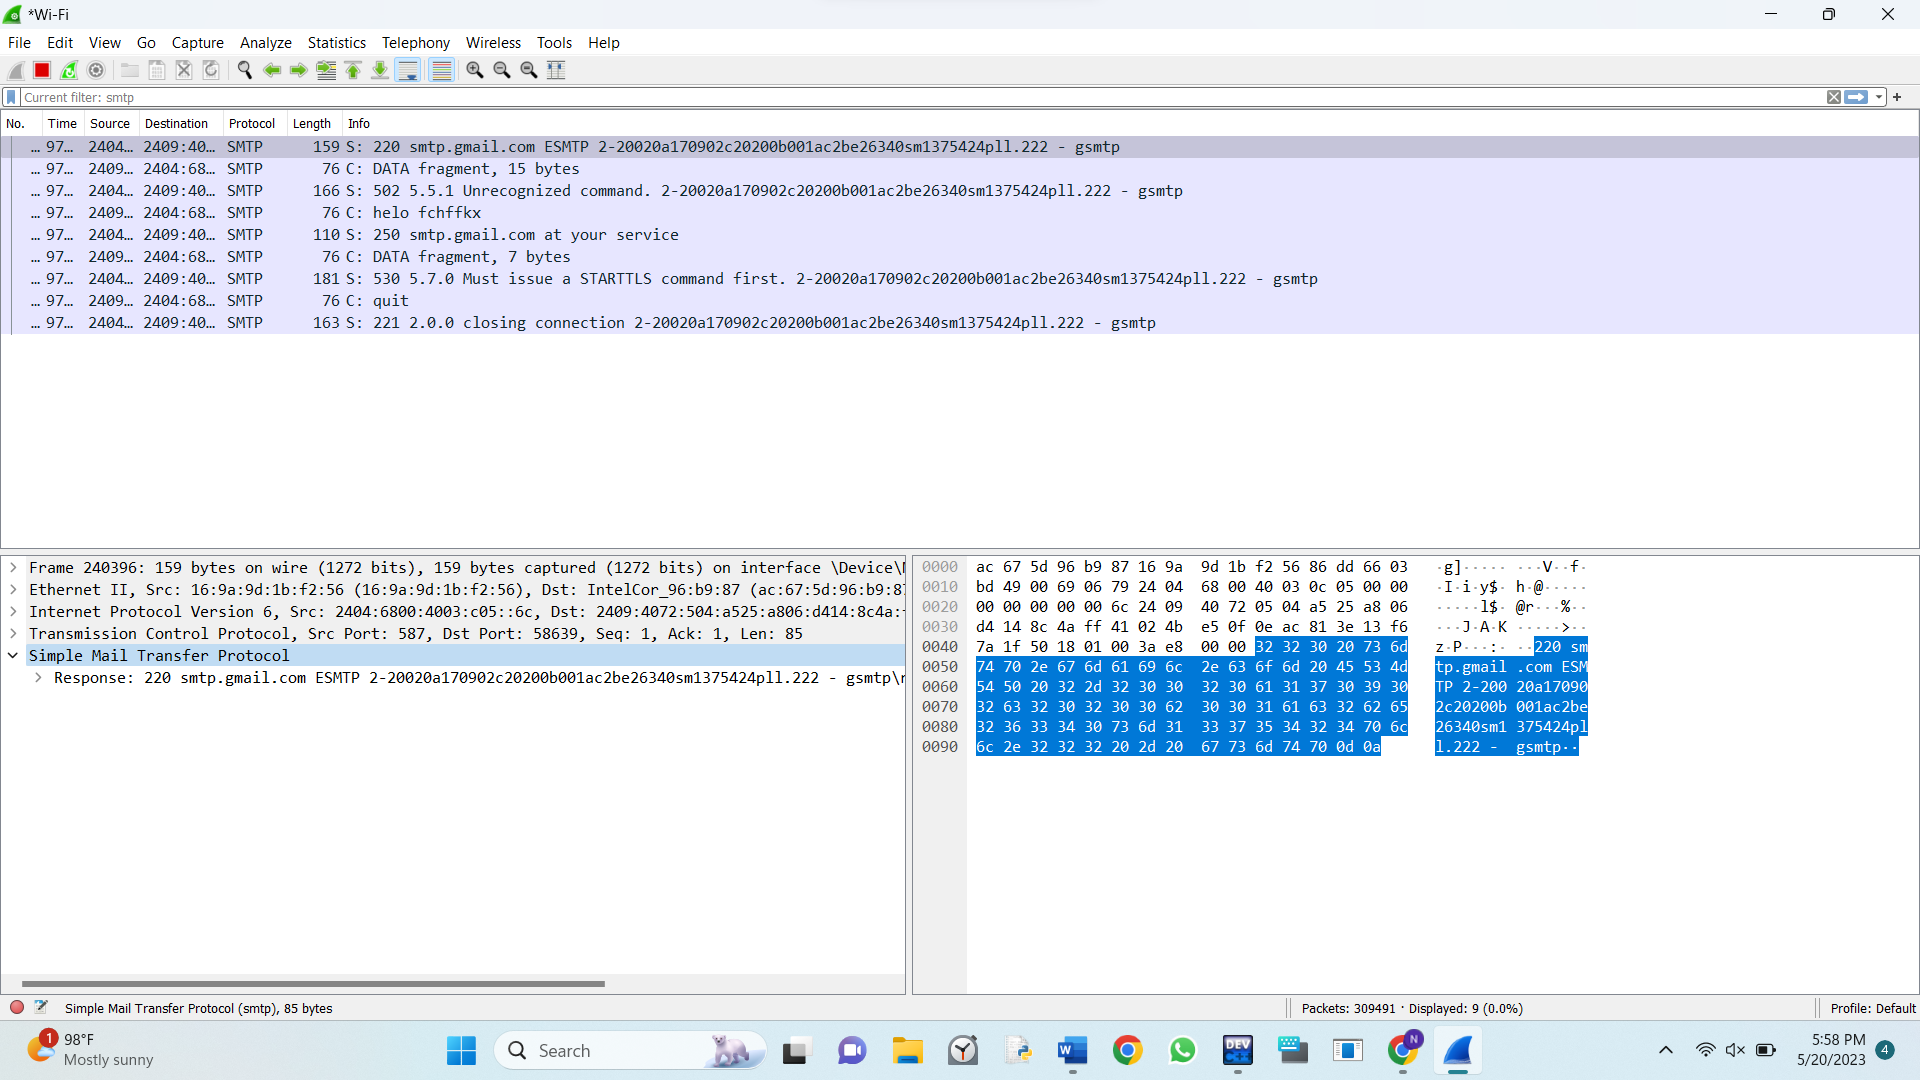 *Wi-Fi
File Edit View Go Capture Analyze Statistics Telephony Wireless Tools Help
Current filter: smtp
No. Time Source Destination Protocol Length Info
... 97... 2404... 2409:40... SMTP 159 S: 220 smtp.gmail.com ESMTP 2-20020a170902c20200b001ac2be26340sm1375424pll.222 - gsmtp
... 97... 2409... 2404:68... SMTP 76 C: DATA fragment, 15 bytes
... 97... 2404... 2409:40... SMTP 166 S: 502 5.5.1 Unrecognized command. 2-20020a170902c20200b001ac2be26340sm1375424pll.222 - gsmtp
... 97... 2409... 2404:68... SMTP 76 C: helo fchffkx
... 97... 2404... 2409:40... SMTP 110 S: 250 smtp.gmail.com at your service
... 97... 2409... 2404:68... SMTP 76 C: DATA fragment, 7 bytes
... 97... 2404... 2409:40... SMTP 181 S: 530 5.7.0 Must issue a STARTTLS command first. 2-20020a170902c20200b001ac2be26340sm1375424pll.222 - gsmtp
... 97... 2409... 2404:68... SMTP 76 C: quit
... 97... 2404... 2409:40... SMTP 163 S: 221 2.0.0 closing connection 2-20020a170902c20200b001ac2be26340sm1375424pll.222 - gsmtp
Frame 240396: 159 bytes on wire (1272 bits), 159 bytes captured (1272 bits) on interface \Device\
Ethernet II, Src: 16:9a:9d:1b:f2:56 (16:9a:9d:1b:f2:56), Dst: IntelCor_96:b9:87 (ac:67:5d:96:b9:87
Internet Protocol Version 6, Src: 2404:6800:4003:c05::6c, Dst: 2409:4072:504:a525:a806:d414:8c4a:
Transmission Control Protocol, Src Port: 587, Dst Port: 58639, Seq: 1, Ack: 1, Len: 85
Simple Mail Transfer Protocol
Response: 220 smtp.gmail.com ESMTP 2-20020a170902c20200b001ac2be26340sm1375424pll.222 - gsmtp\r
0000 ac 67 5d 96 b9 87 16 9a 9d 1b f2 56 86 dd 66 03 ·g]····· ···V··f·
0010 bd 49 00 69 06 79 24 04 68 00 40 03 0c 05 00 00 ·I·i·y$· h·@·····
0020 00 00 00 00 00 6c 24 09 40 72 05 04 a5 25 a8 06 ·····l$· @r···%··
0030 d4 14 8c 4a ff 41 02 4b e5 0f 0e ac 81 3e 13 f6 ···J·A·K ·····>··
0040 7a 1f 50 18 01 00 3a e8 00 00 32 32 30 20 73 6d z·P···:· ··220 sm
0050 74 70 2e 67 6d 61 69 6c 2e 63 6f 6d 20 45 53 4d tp.gmail .com ESM
0060 54 50 20 32 2d 32 30 30 32 30 61 31 37 30 39 30 TP 2-200 20a17090
0070 32 63 32 30 32 30 30 62 30 30 31 61 63 32 62 65 2c20200b 001ac2be
0080 32 36 33 34 30 73 6d 31 33 37 35 34 32 34 70 6c 26340sm1 375424pl
0090 6c 2e 32 32 32 20 2d 20 67 73 6d 74 70 0d 0a l.222 -  gsmtp··
Simple Mail Transfer Protocol (smtp), 85 bytes
Packets: 309491 · Displayed: 9 (0.0%)
Profile: Default
1
98°F
Mostly sunny
Search
W
DEV
C++
N
5:58 PM
5/20/2023
4